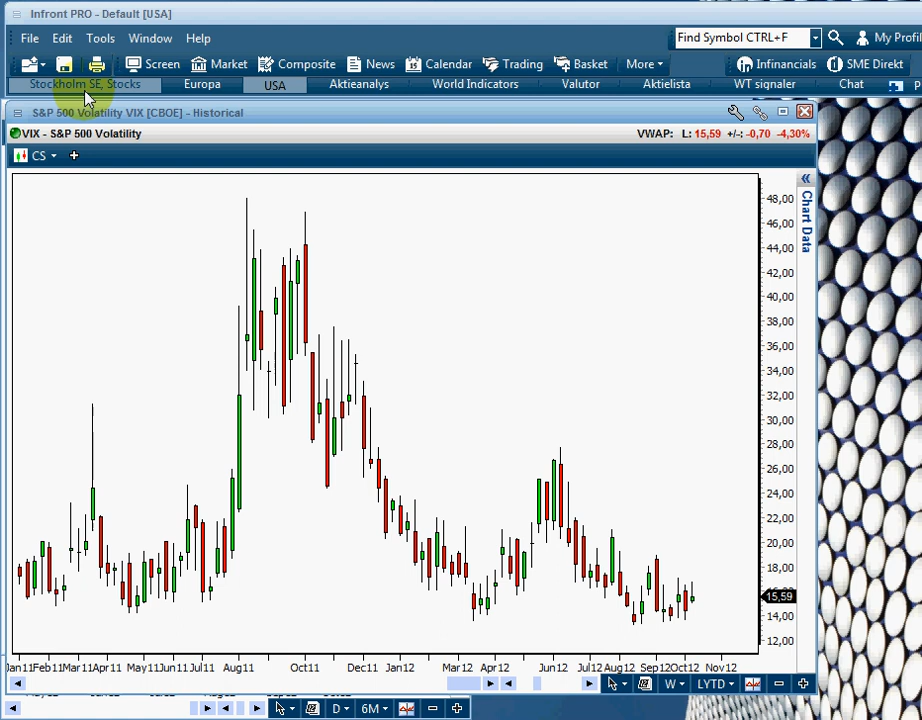 Infront PRO - Default [USA]
File Edit Tools Window Help
Find Symbol CTRL+F My Profil
Screen Market Composite News Calendar Trading Basket More Infinancials SME Direkt
Stockholm SE, Stocks Europa USA Aktieanalys World Indicators Valutor Aktielista WT signaler Chat P
S&P 500 Volatility VIX [CBOE] - Historical
VIX - S&P 500 Volatility VWAP: L: 15,59 +/-: -0,70 -4,30%
CS
Chart Data
48,00
46,00
44,00
42,00
40,00
38,00
36,00
34,00
32,00
30,00
28,00
26,00
24,00
22,00
20,00
18,00
15,59
14,00
12,00
Jan11 Feb11 Mar11 Apr11 May11 Jun11 Jul11 Aug11 Oct11 Dec11 Jan12 Mar12 Apr12 Jun12 Jul12 Aug12 Sep12 Oct12 Nov12
W LYTD
D 6M